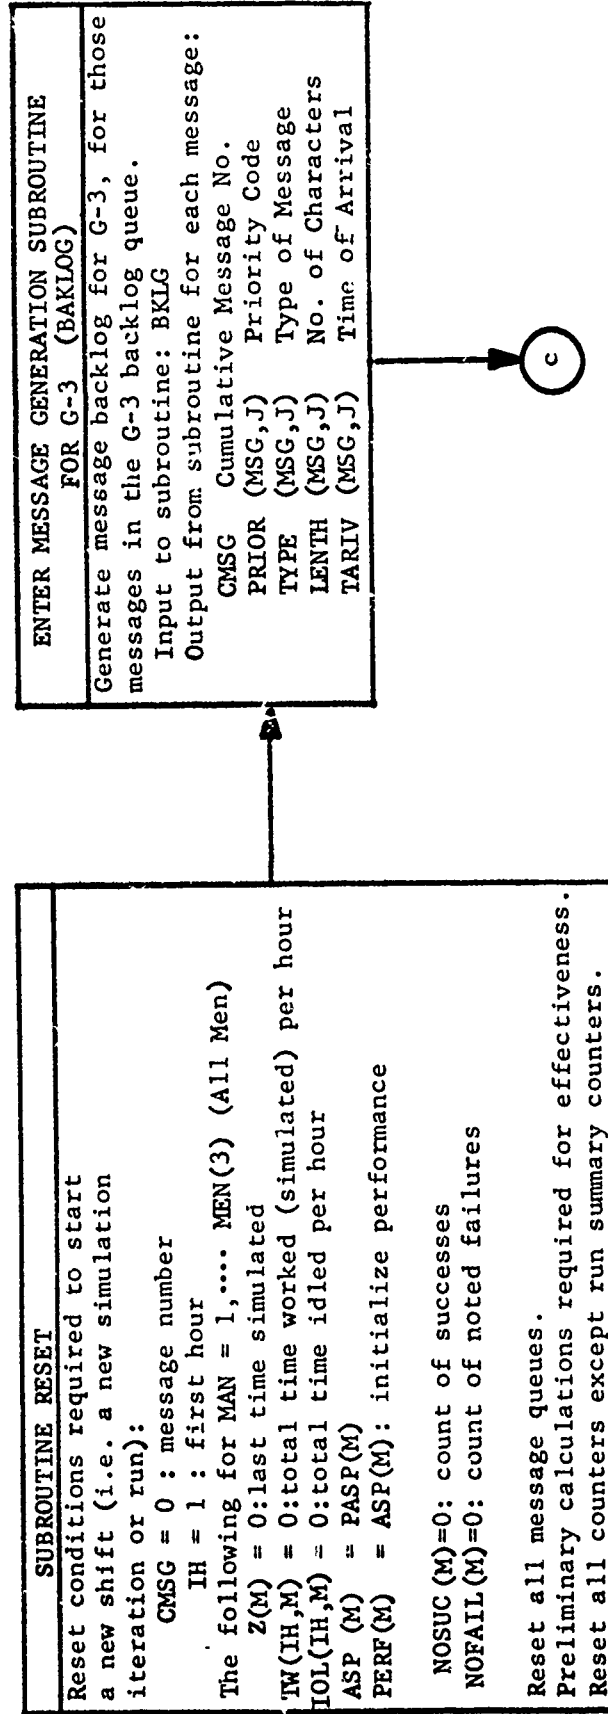 SUBROUTINE RESET
Reset conditions required to start
a new shift (i.e. a new simulation
iteration or run):
CMSG = 0 : message number
IH = 1 : first hour
The following for MAN = 1,.... MEN(3) (All Men)
Z(M) = 0:last time simulated
TW(IH,M) = 0:total time worked (simulated) per hour
IOL(IH,M) = 0:total time idled per hour
ASP (M) = PASP(M)
PERF(M) = ASP(M): initialize performance
NOSUC(M)=0: count of successes
NOFAIL(M)=0: count of noted failures
Reset all message queues.
Preliminary calculations required for effectiveness.
Reset all counters except run summary counters.
ENTER MESSAGE GENERATION SUBROUTINE
FOR G-3 (BAKLOG)
Generate message backlog for G-3, for those
messages in the G-3 backlog queue.
Input to subroutine: BKLG
Output from subroutine for each message:
CMSG Cumulative Message No.
PRIOR (MSG,J) Priority Code
TYPE (MSG,J) Type of Message
LENTH (MSG,J) No. of Characters
TARIV (MSG,J) Time of Arrival
c